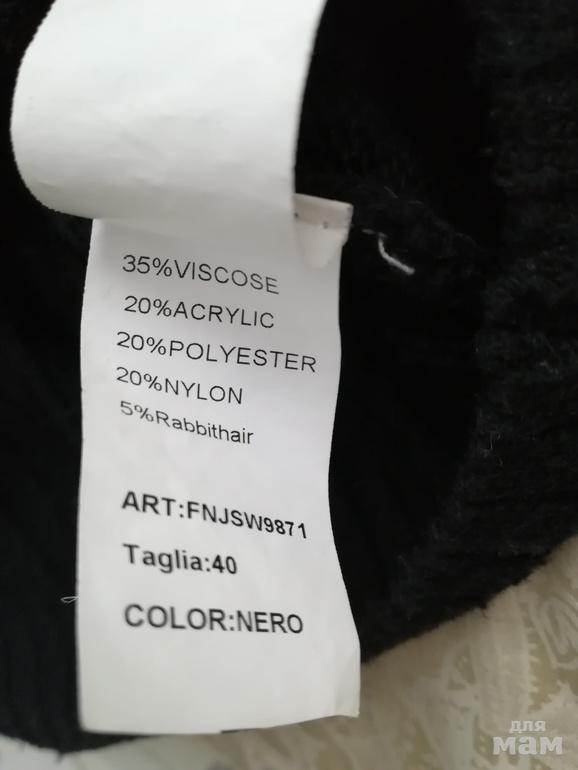 35%VISCOSE
20%ACRYLIC
20%POLYESTER
20%NYLON
5%Rabbithair
ART:FNJSW9871
Taglia:40
COLOR:NERO
для
мам